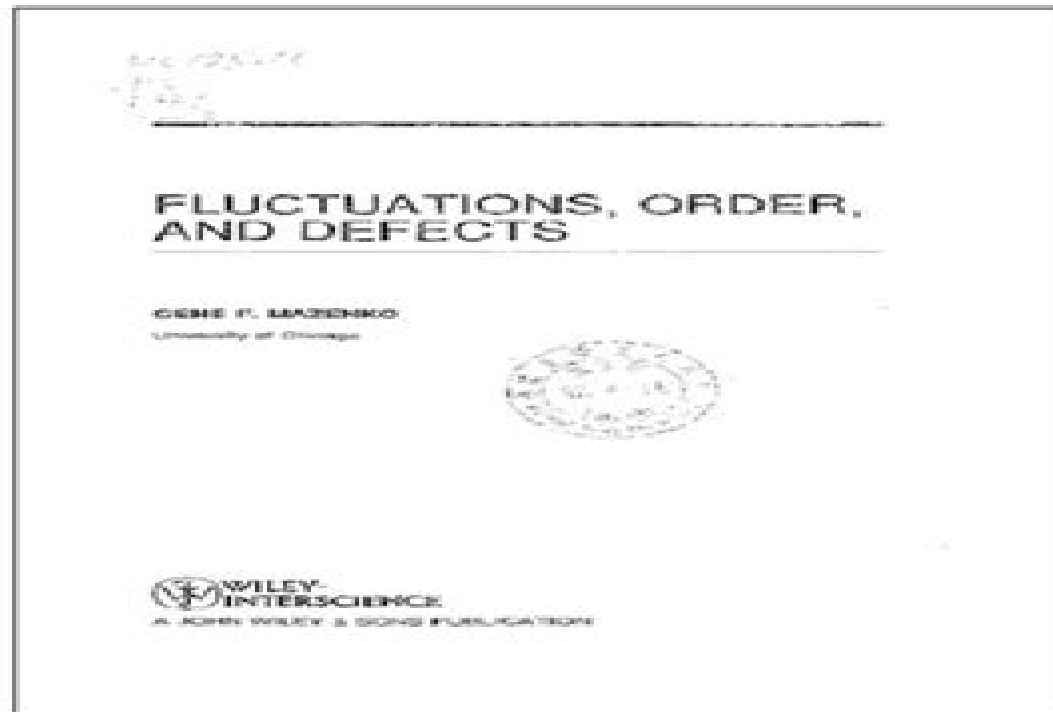 FLUCTUATIONS, ORDER,
AND DEFECTS
GENE F. MAZENKO
University of Chicago
WILEY-
INTERSCIENCE
A JOHN WILEY & SONS PUBLICATION